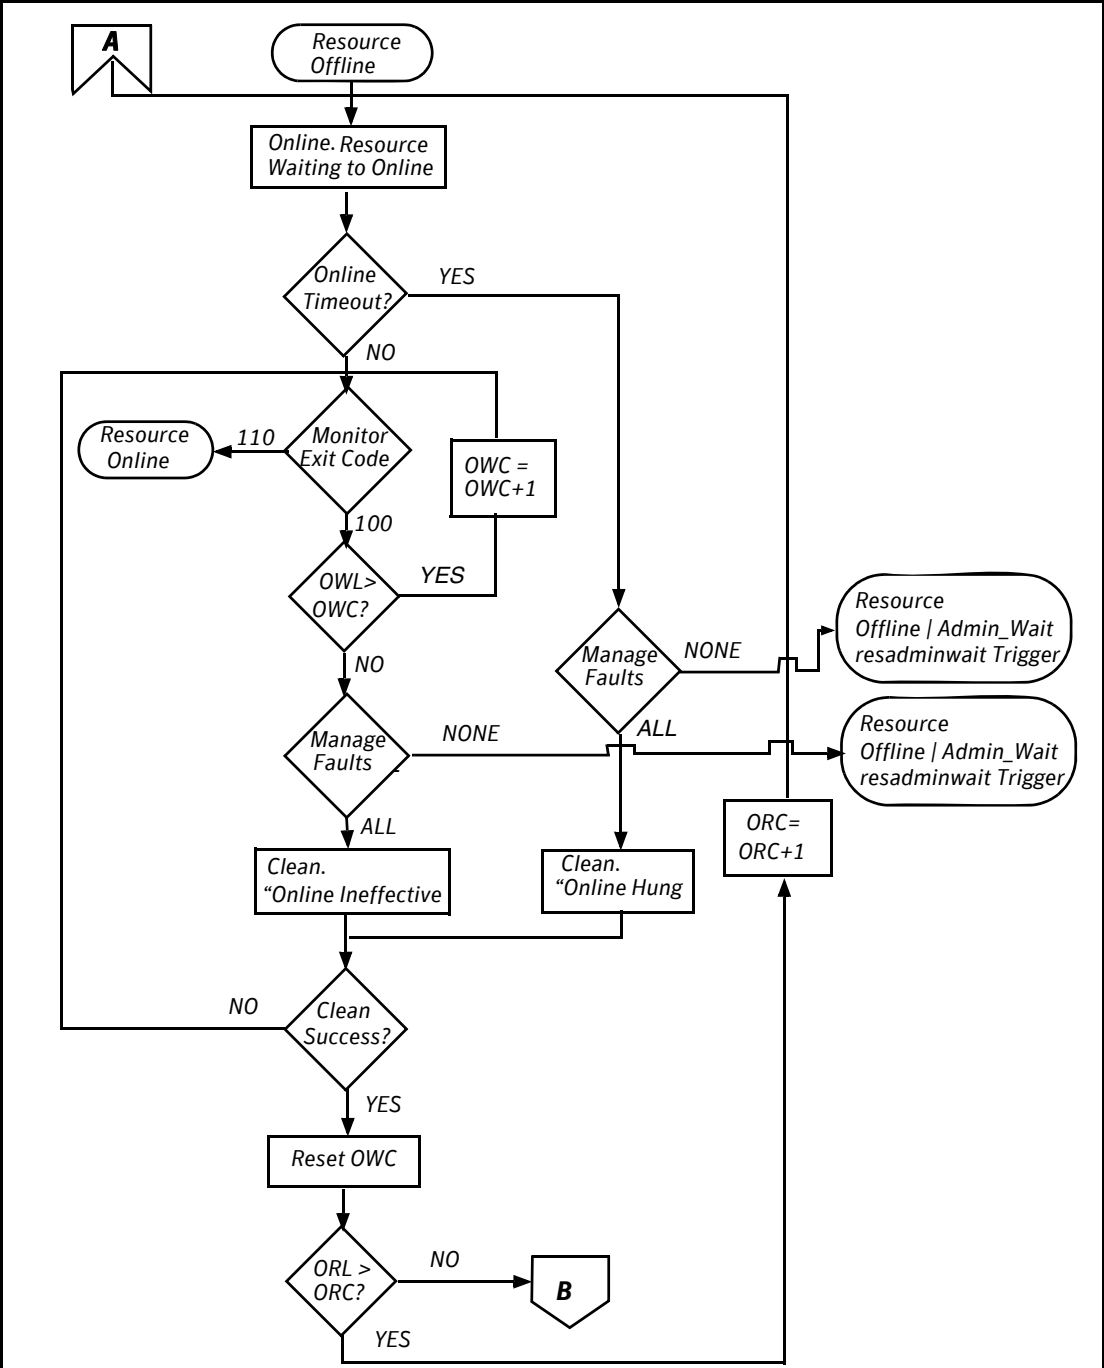 A
Resource
Offline
Online. Resource
Waiting to Online
Online
Timeout?
YES
NO
Resource
Online
110
Monitor
Exit Code
OWC =
OWC+1
100
OWL>
OWC?
YES
NO
Manage
Faults
NONE
Resource
Offline | Admin_Wait
resadminwait Trigger
ALL
Manage
Faults
NONE
Resource
Offline | Admin_Wait
resadminwait Trigger
ALL
ORC=
ORC+1
Clean.
“Online Ineffective
Clean.
“Online Hung
NO
Clean
Success?
YES
Reset OWC
ORL >
ORC?
NO
B
YES